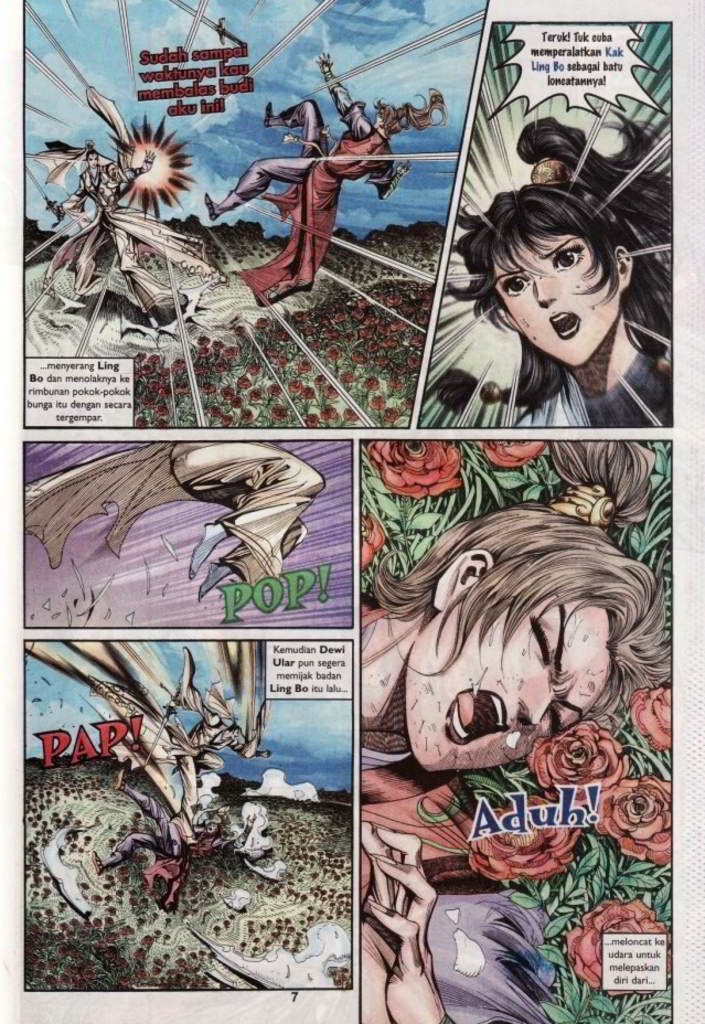 Sudah sampai
waktunya kau
membalas budi
aku ini!
...menyerang Ling
Bo dan menolaknya ke
rimbunan pokok-pokok
bunga itu dengan secara
tergempar.
Teruk! Tuk cuba
memperalatkan Kak
Ling Bo sebagai batu
loncatannya!
POP!
Kemudian Dewi
Ular pun segera
memijak badan
Ling Bo itu lalu...
PAP!
Aduh!
...meloncat ke
udara untuk
melepaskan
diri dari...
7